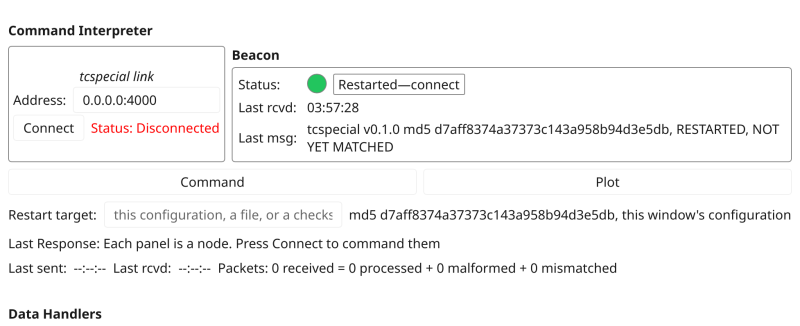 Command Interpreter
tcspecial link
Address: 0.0.0.0:4000
Connect Status: Disconnected
Beacon
Status: Restarted—connect
Last rcvd: 03:57:28
Last msg: tcspecial v0.1.0 md5 d7aff8374a37373c143a958b94d3e5db, RESTARTED, NOT
YET MATCHED
Command Plot
Restart target: this configuration, a file, or a checks md5 d7aff8374a37373c143a958b94d3e5db, this window's configuration
Last Response: Each panel is a node. Press Connect to command them
Last sent: --:--:-- Last rcvd: --:--:-- Packets: 0 received = 0 processed + 0 malformed + 0 mismatched
Data Handlers